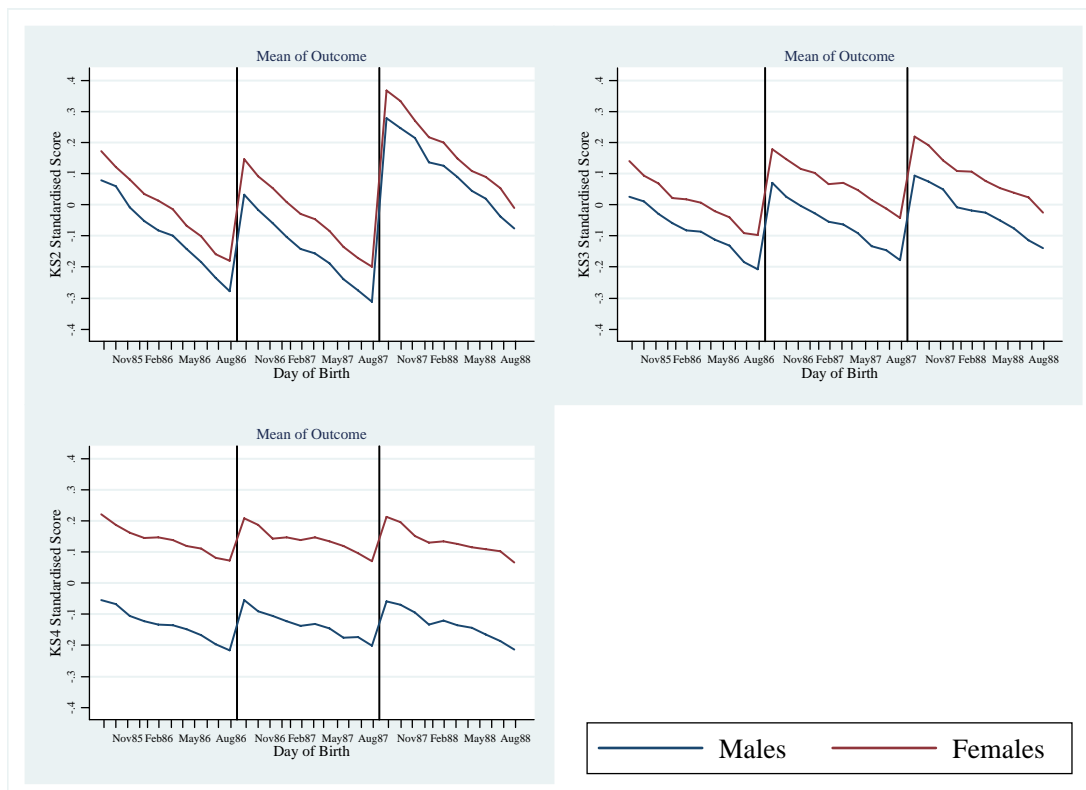 Mean of Outcome
KS2 Standardised Score
.4
.3
.2
.1
0
-.1
-.2
-.3
-.4
Nov85 Feb86 May86 Aug86 Nov86 Feb87 May87 Aug87 Nov87 Feb88 May88 Aug88
Day of Birth
Mean of Outcome
KS3 Standardised Score
.4
.3
.2
.1
0
-.1
-.2
-.3
-.4
Nov85 Feb86 May86 Aug86 Nov86 Feb87 May87 Aug87 Nov87 Feb88 May88 Aug88
Day of Birth
Mean of Outcome
KS4 Standardised Score
.4
.3
.2
.1
0
-.1
-.2
-.3
-.4
Nov85 Feb86 May86 Aug86 Nov86 Feb87 May87 Aug87 Nov87 Feb88 May88 Aug88
Day of Birth
Males Females